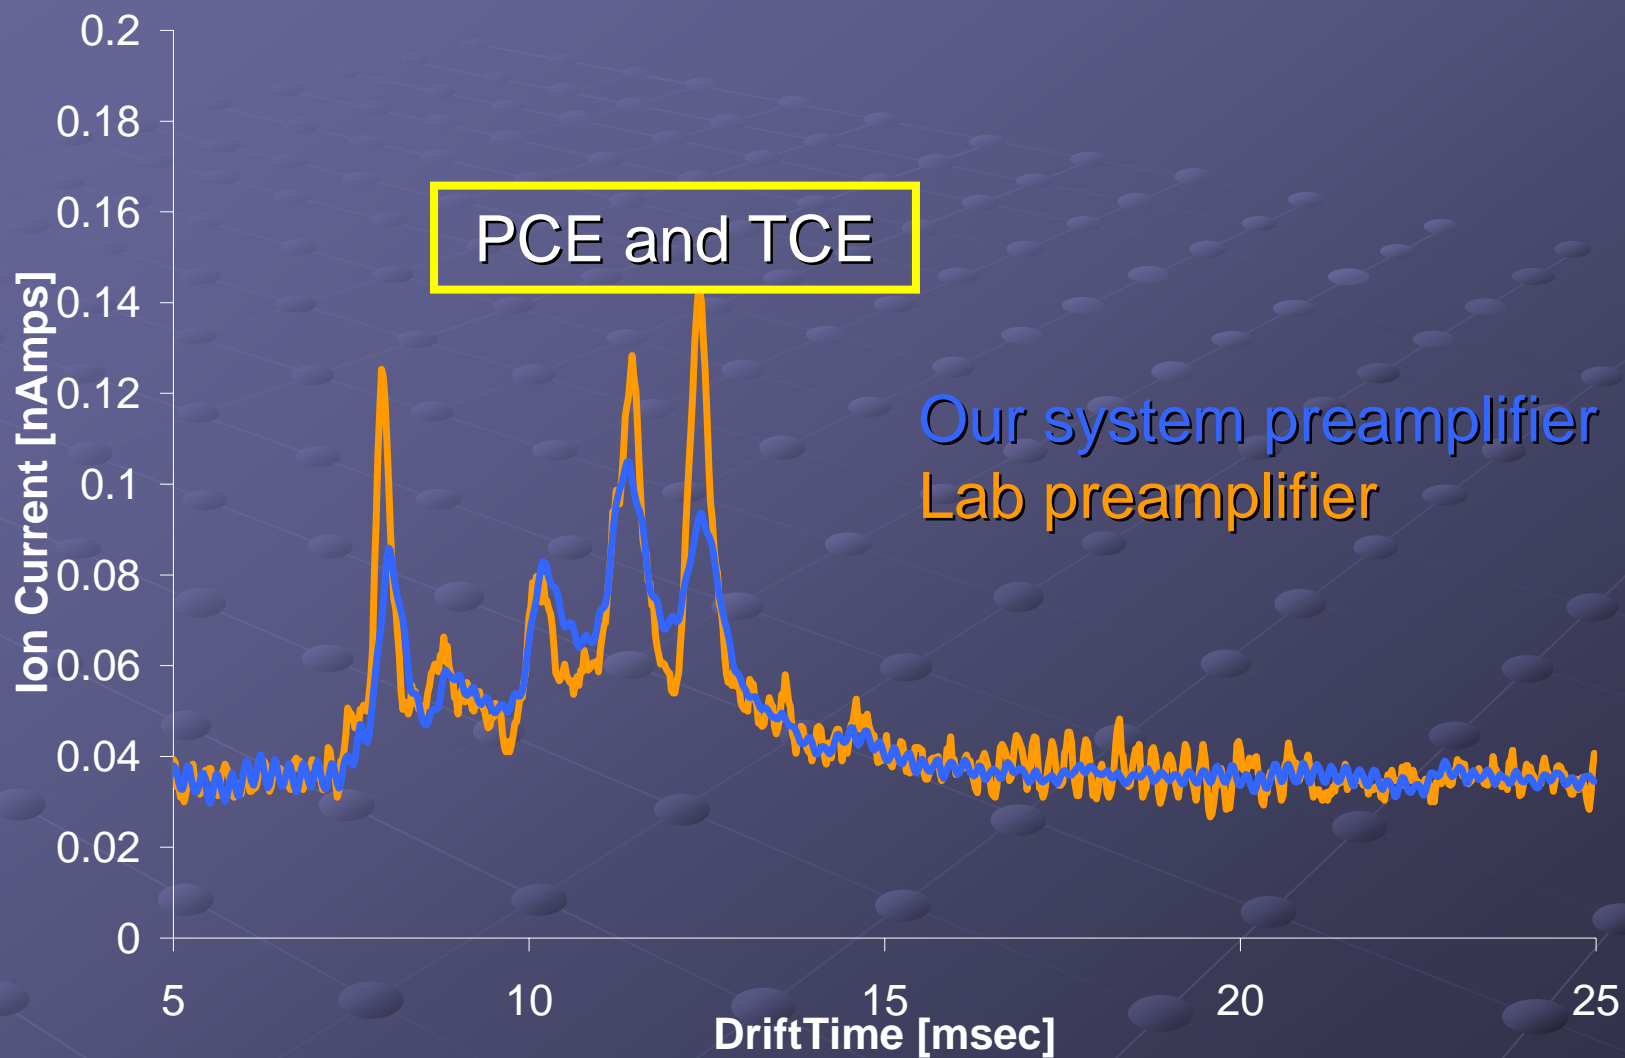 0.2
0.18
0.16
0.14
0.12
0.1
0.08
0.06
0.04
0.02
0
Ion Current [nAmps]
PCE and TCE
Our system preamplifier
Lab preamplifier
5 10 15 20 25
DriftTime [msec]